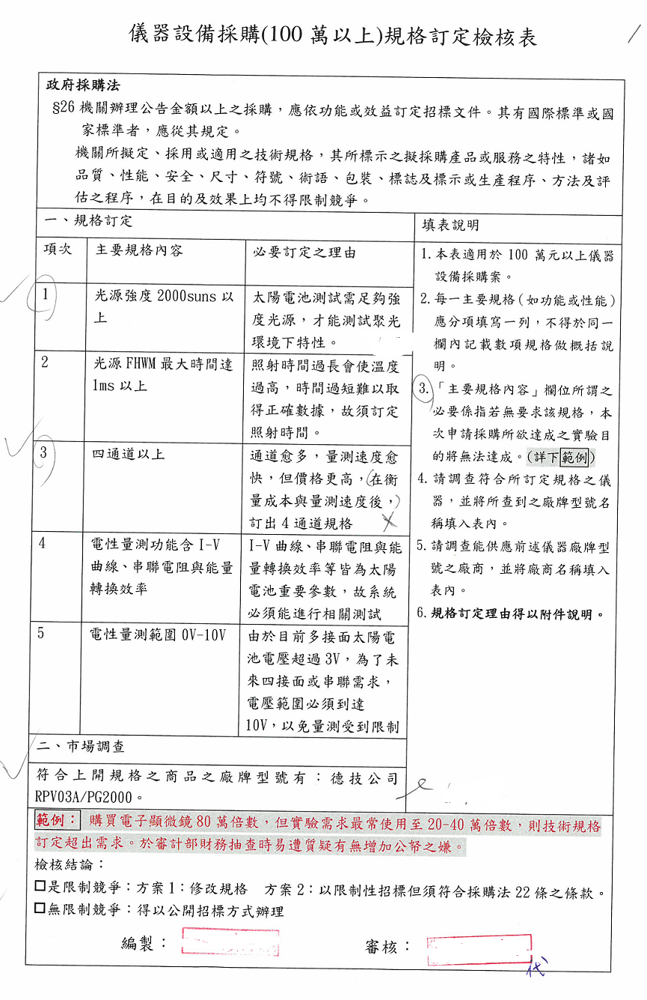 儀器設備採購(100 萬以上)規格訂定檢核表
政府採購法
§26 機關辦理公告金額以上之採購，應依功能或效益訂定招標文件。其有國際標準或國
家標準者，應從其規定。
機關所擬定、採用或適用之技術規格，其所標示之擬採購產品或服務之特性，諸如
品質、性能、安全、尺寸、符號、術語、包裝、標誌及標示或生產程序、方法及評
估之程序，在目的及效果上均不得限制競爭。
一、規格訂定
項次
主要規格內容
必要訂定之理由
1
光源強度 2000suns 以
上
太陽電池測試需足夠強
度光源，才能測試聚光
環境下特性。
2
光源 FHWM 最大時間達
1ms 以上
照射時間過長會使溫度
過高，時間過短難以取
得正確數據，故須訂定
照射時間。
3
四通道以上
通道愈多，量測速度愈
快，但價格更高，(在衡
量成本與量測速度後，)
訂出 4 通道規格
4
電性量測功能含 I-V
曲線、串聯電阻與能量
轉換效率
I-V 曲線、串聯電阻與能
量轉換效率等皆為太陽
電池重要參數，故系統
必須能進行相關測試
5
電性量測範圍 0V-10V
由於目前多接面太陽電
池電壓超過 3V，為了未
來四接面或串聯需求，
電壓範圍必須到達
10V，以免量測受到限制
二、市場調查
符合上開規格之商品之廠牌型號有：德技公司
RPV03A/PG2000。
填表說明
1. 本表適用於 100 萬元以上儀器
設備採購案。
2. 每一主要規格(如功能或性能)
應分項填寫一列，不得於同一
欄內記載數項規格做概括說
明。
3. 「主要規格內容」欄位所謂之
必要係指若無要求該規格，本
次申請採購所欲達成之實驗目
的將無法達成。(詳下範例)
4. 請調查符合所訂定規格之儀
器，並將所查到之廠牌型號名
稱填入表內。
5. 請調查能供應前述儀器廠牌型
號之廠商，並將廠商名稱填入
表內。
6. 規格訂定理由得以附件說明。
範例： 購買電子顯微鏡 80 萬倍數，但實驗需求最常使用至 20-40 萬倍數，則技術規格
訂定超出需求。於審計部財務抽查時易遭質疑有無增加公帑之嫌。
檢核結論：
□是限制競爭：方案 1：修改規格 方案 2：以限制性招標但須符合採購法 22 條之條款。
□無限制競爭：得以公開招標方式辦理
編製：
審核：
代